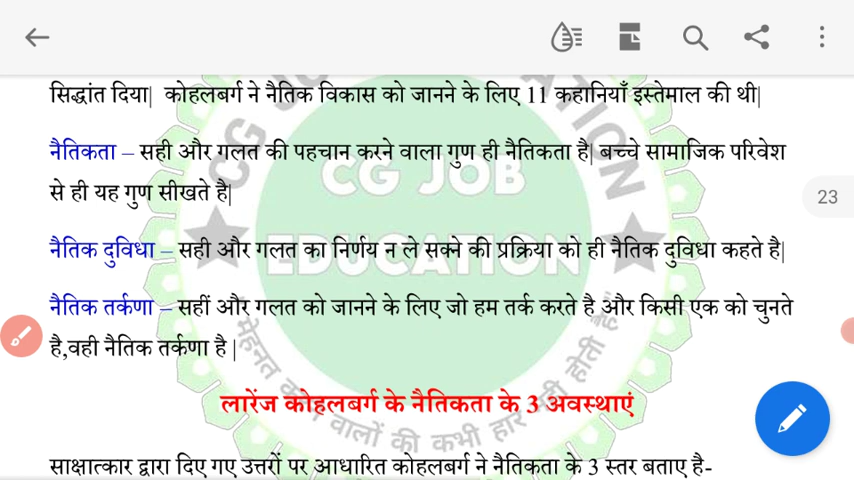 सिद्धांत दिया| कोहलबर्ग ने नैतिक विकास को जानने के लिए 11 कहानियाँ इस्तेमाल की थी|
नैतिकता – सही और गलत की पहचान करने वाला गुण ही नैतिकता है| बच्चे सामाजिक परिवेश
से ही यह गुण सीखते है|
23
नैतिक दुविधा – सही और गलत का निर्णय न ले सक्ने की प्रक्रिया को ही नैतिक दुविधा कहते है|
नैतिक तर्कणा – सहीं और गलत को जानने के लिए जो हम तर्क करते है और किसी एक को चुनते
है,वही नैतिक तर्कणा है |
लारेंज कोहलबर्ग के नैतिकता के 3 अवस्थाएं
साक्षात्कार द्वारा दिए गए उत्तरों पर आधारित कोहलबर्ग ने नैतिकता के 3 स्तर बताए है-
CG JOB
EDUCATION